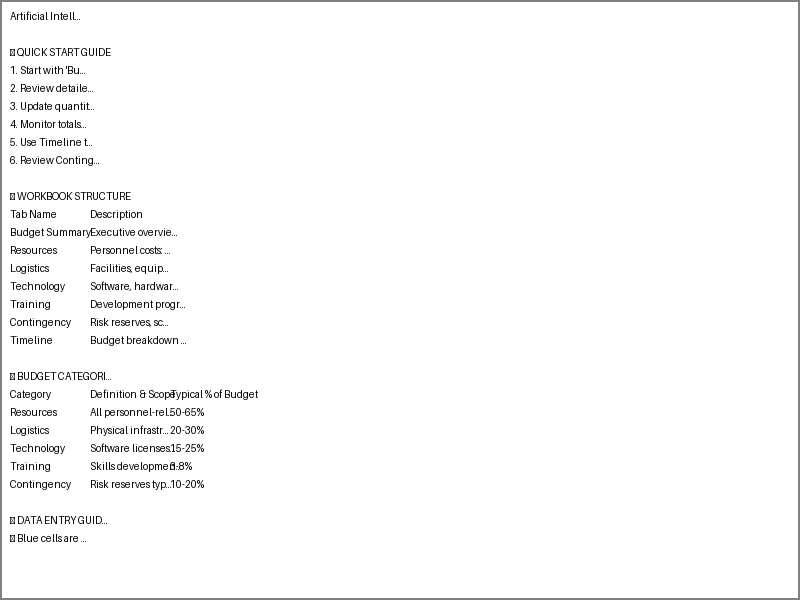 Artificial Intell...
QUICK START GUIDE
1. Start with 'Bu...
2. Review detaile...
3. Update quantit...
4. Monitor totals...
5. Use Timeline t...
6. Review Conting...
WORKBOOK STRUCTURE
Tab Name Description
Budget Summary Executive overvie...
Resources Personnel costs: ...
Logistics Facilities, equip...
Technology Software, hardwar...
Training Development progr...
Contingency Risk reserves, sc...
Timeline Budget breakdown ...
BUDGET CATEGORI...
Category Definition & Scope Typical % of Budget
Resources All personnel-rel... 50-65%
Logistics Physical infrastr... 20-30%
Technology Software licenses... 15-25%
Training Skills developmen... 3-8%
Contingency Risk reserves typ... 10-20%
DATA ENTRY GUID...
Blue cells are ...